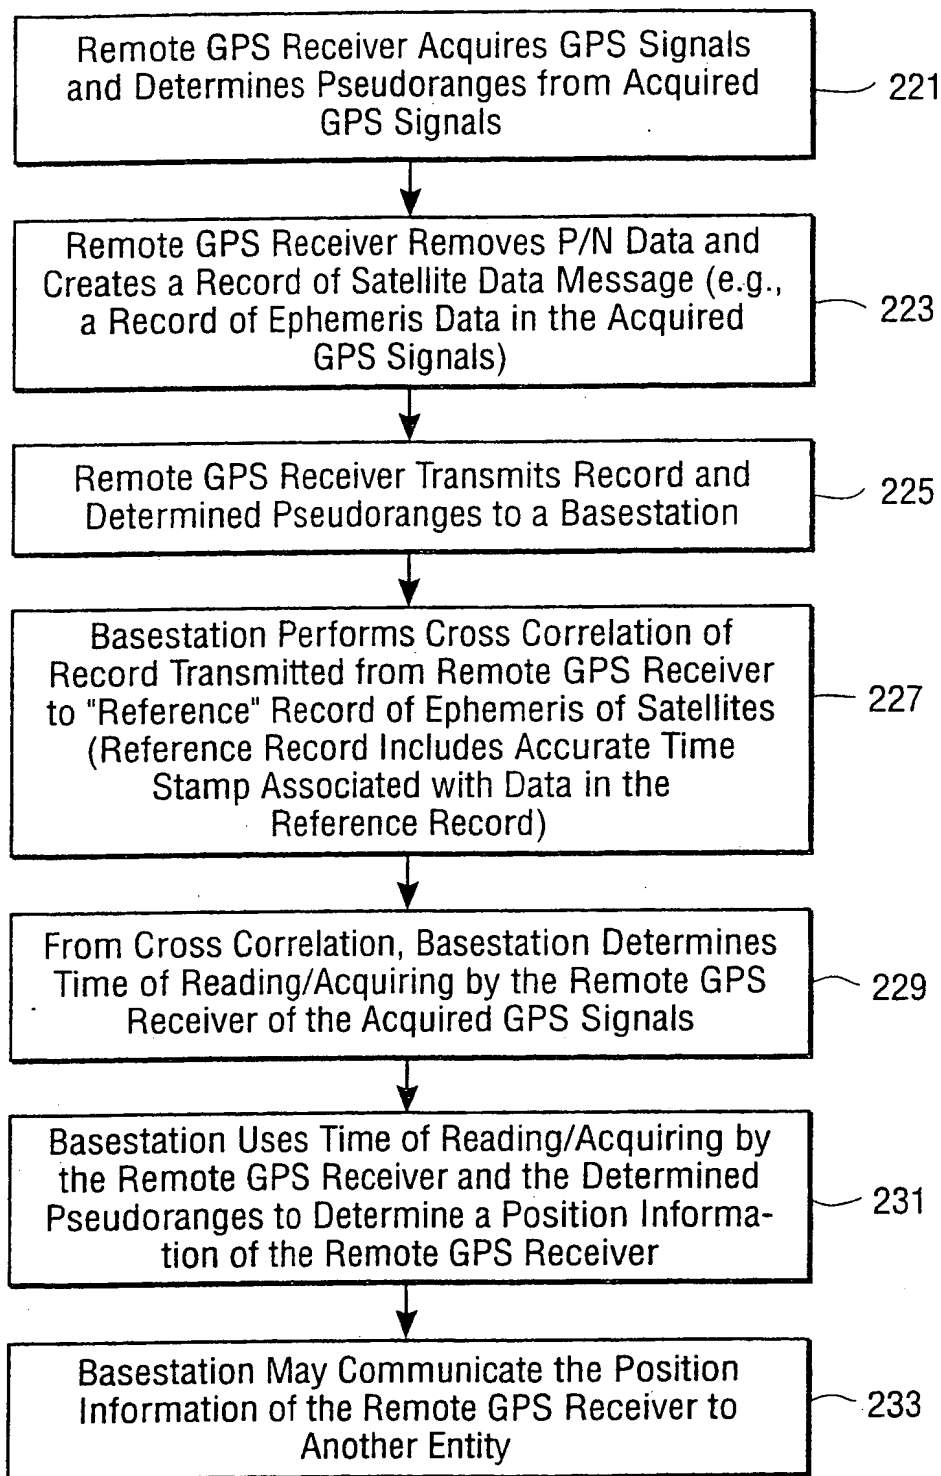 Remote GPS Receiver Acquires GPS Signals
and Determines Pseudoranges from Acquired
GPS Signals
221
Remote GPS Receiver Removes P/N Data and
Creates a Record of Satellite Data Message (e.g.,
a Record of Ephemeris Data in the Acquired
GPS Signals)
223
Remote GPS Receiver Transmits Record and
Determined Pseudoranges to a Basestation
225
Basestation Performs Cross Correlation of
Record Transmitted from Remote GPS Receiver
to "Reference" Record of Ephemeris of Satellites
(Reference Record Includes Accurate Time
Stamp Associated with Data in the
Reference Record)
227
From Cross Correlation, Basestation Determines
Time of Reading/Acquiring by the Remote GPS
Receiver of the Acquired GPS Signals
229
Basestation Uses Time of Reading/Acquiring by
the Remote GPS Receiver and the Determined
Pseudoranges to Determine a Position Informa-
tion of the Remote GPS Receiver
231
Basestation May Communicate the Position
Information of the Remote GPS Receiver to
Another Entity
233